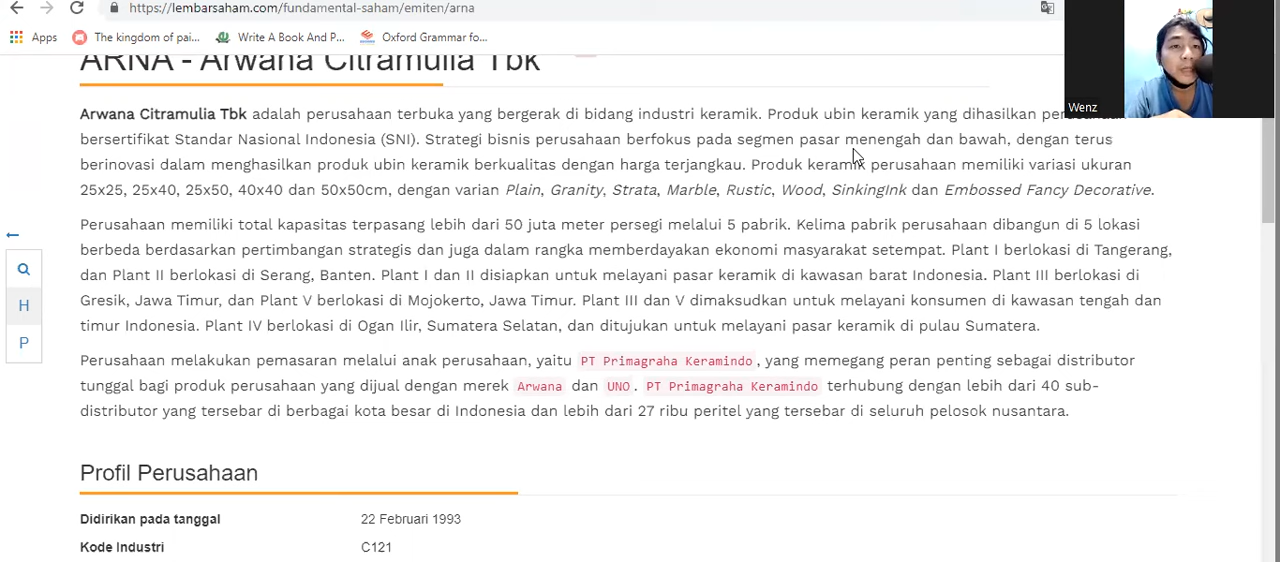 https://lembarsaham.com/fundamental-saham/emiten/arna
Apps The kingdom of pai... Write A Book And P... Oxford Grammar fo...
ARNA - Arwana Citramulia Tbk
Wenz
Arwana Citramulia Tbk adalah perusahaan terbuka yang bergerak di bidang industri keramik. Produk ubin keramik yang dihasilkan
bersertifikat Standar Nasional Indonesia (SNI). Strategi bisnis perusahaan berfokus pada segmen pasar menengah dan bawah, dengan terus
berinovasi dalam menghasilkan produk ubin keramik berkualitas dengan harga terjangkau. Produk keramik perusahaan memiliki variasi ukuran
25x25, 25x40, 25x50, 40x40 dan 50x50cm, dengan varian Plain, Granity, Strata, Marble, Rustic, Wood, SinkingInk dan Embossed Fancy Decorative.
Perusahaan memiliki total kapasitas terpasang lebih dari 50 juta meter persegi melalui 5 pabrik. Kelima pabrik perusahaan dibangun di 5 lokasi
berbeda berdasarkan pertimbangan strategis dan juga dalam rangka memberdayakan ekonomi masyarakat setempat. Plant I berlokasi di Tangerang,
dan Plant II berlokasi di Serang, Banten. Plant I dan II disiapkan untuk melayani pasar keramik di kawasan barat Indonesia. Plant III berlokasi di
Gresik, Jawa Timur, dan Plant V berlokasi di Mojokerto, Jawa Timur. Plant III dan V dimaksudkan untuk melayani konsumen di kawasan tengah dan
timur Indonesia. Plant IV berlokasi di Ogan Ilir, Sumatera Selatan, dan ditujukan untuk melayani pasar keramik di pulau Sumatera.
Perusahaan melakukan pemasaran melalui anak perusahaan, yaitu PT Primagraha Keramindo, yang memegang peran penting sebagai distributor
tunggal bagi produk perusahaan yang dijual dengan merek Arwana dan UNO. PT Primagraha Keramindo terhubung dengan lebih dari 40 sub-
distributor yang tersebar di berbagai kota besar di Indonesia dan lebih dari 27 ribu peritel yang tersebar di seluruh pelosok nusantara.
H
P
Profil Perusahaan
Didirikan pada tanggal 22 Februari 1993
Kode Industri C121